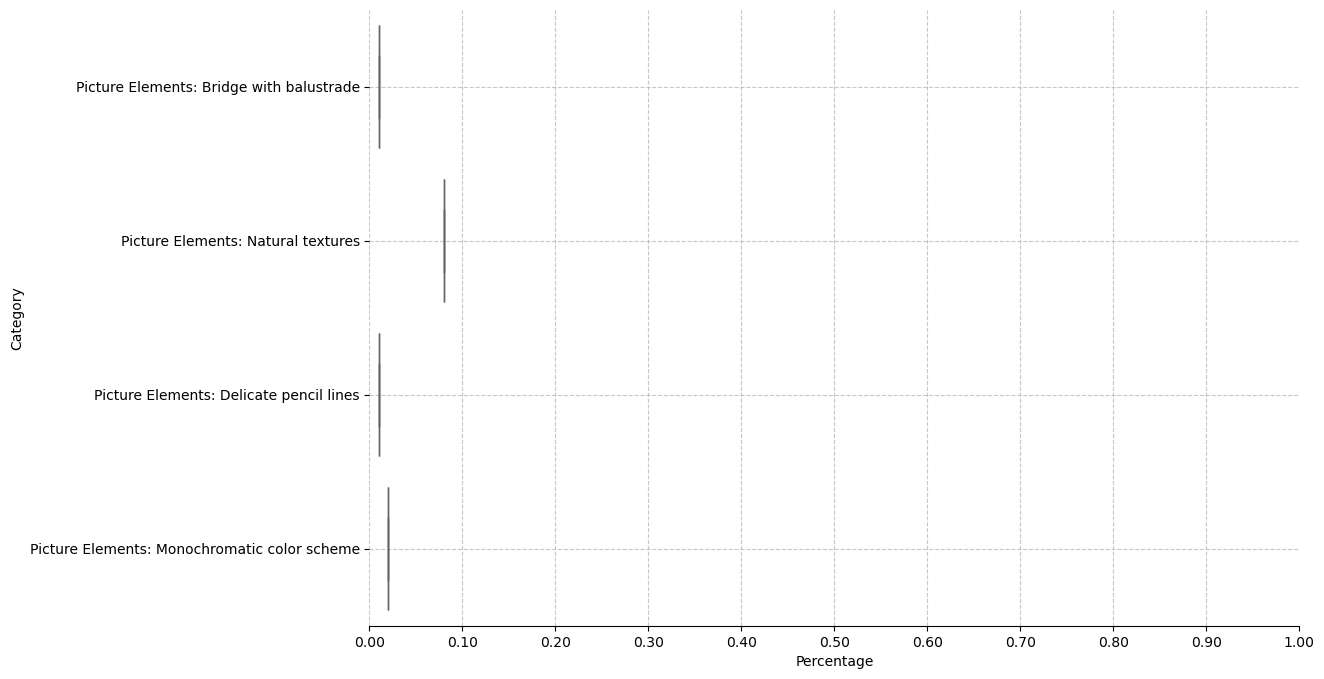 Picture Elements: Bridge with balustrade
Picture Elements: Natural textures
Category
Picture Elements: Delicate pencil lines
Picture Elements: Monochromatic color scheme
0.00 0.10 0.20 0.30 0.40 0.50 0.60 0.70 0.80 0.90 1.00
Percentage